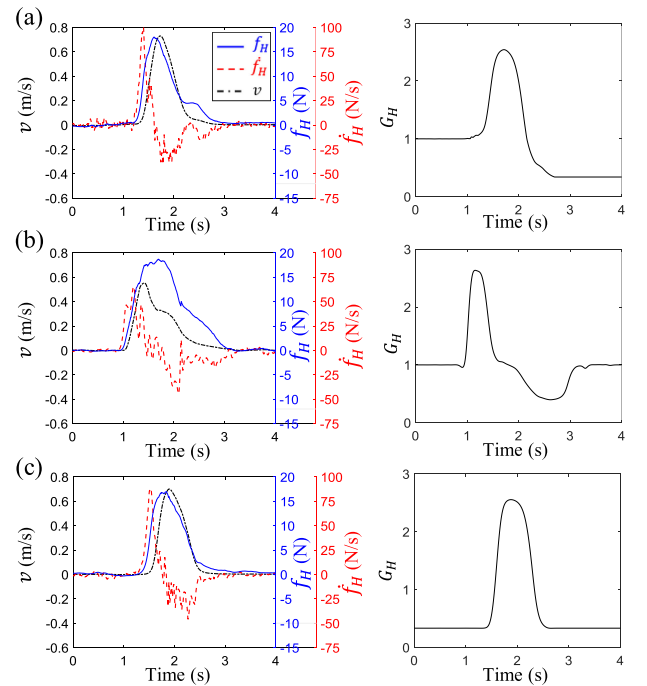 (a)
0.8
0.6
0.4
0.2
0
-0.2
-0.4
-0.6
v (m/s)
0 1 2 3 4
Time (s)
20
15
10
5
0
-5
-10
-15
f_H (N)
100
75
50
25
0
-25
-50
-75
ḟ_H (N/s)
f_H
ḟ_H
v
3
2
1
0
G_H
0 1 2 3 4
Time (s)
(b)
0.8
0.6
0.4
0.2
0
-0.2
-0.4
-0.6
v (m/s)
0 1 2 3 4
Time (s)
20
15
10
5
0
-5
-10
-15
f_H (N)
100
75
50
25
0
-25
-50
-75
ḟ_H (N/s)
3
2
1
0
G_H
0 1 2 3 4
Time (s)
(c)
0.8
0.6
0.4
0.2
0
-0.2
-0.4
-0.6
v (m/s)
0 1 2 3 4
Time (s)
20
15
10
5
0
-5
-10
-15
f_H (N)
100
75
50
25
0
-25
-50
-75
ḟ_H (N/s)
3
2
1
0
G_H
0 1 2 3 4
Time (s)